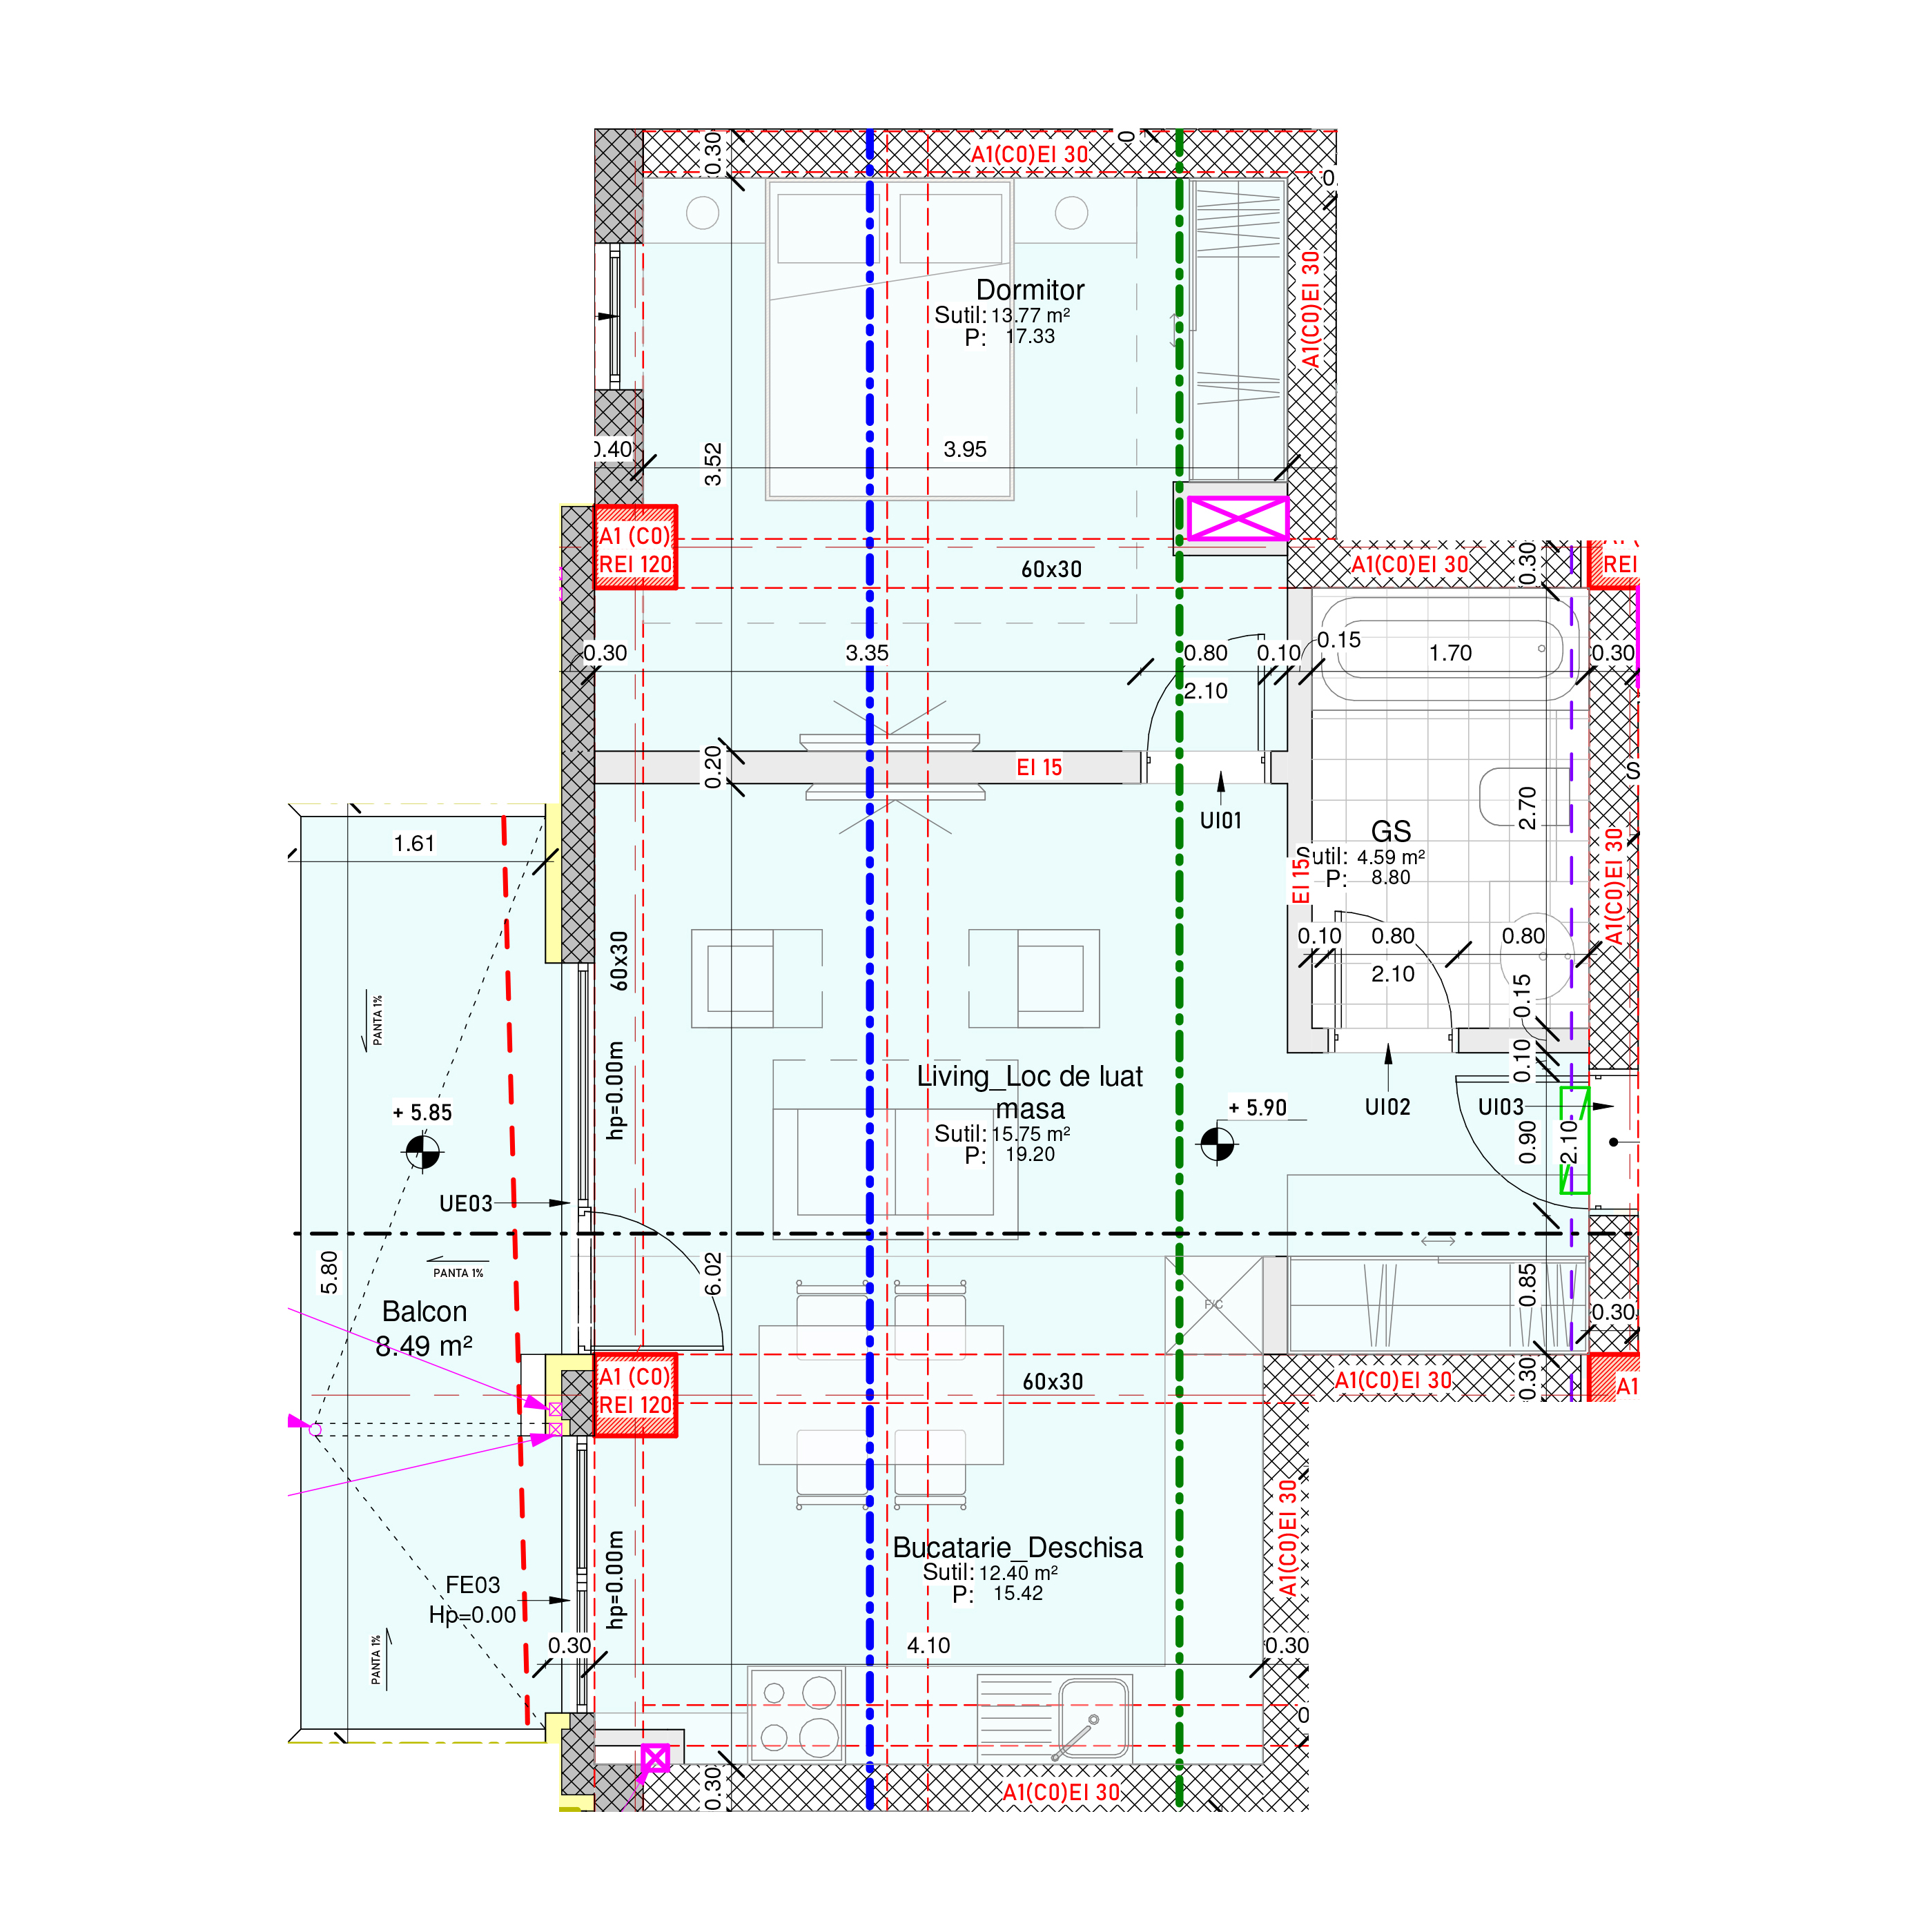 0.30
0
A1(C0)EI 30
0.
A1(C0)EI 30
Dormitor
Sutil: 13.77 m²
P: 17.33
0.40
3.52
3.95
A1 (C0)
REI 120
60x30
A1(C0)EI 30
0.30
REI
0.30
3.35
0.80
2.10
0.10
0.15
1.70
0.30
0.20
EI 15
UI01
2.70
S
1.61
GS
Sutil: 4.59 m²
P: 8.80
EI 15
A1(C0)EI 30
0.10
0.80
2.10
0.80
60x30
PANTA 1%
0.15
hp=0.00m
0.10
Living_Loc de luat
masa
Sutil: 15.75 m²
P: 19.20
+ 5.85
+ 5.90
UI02
UI03
0.90
2.10
UE03
5.80
PANTA 1%
6.02
F/C
0.85
0.30
Balcon
8.49 m²
A1 (C0)
REI 120
60x30
A1(C0)EI 30
0.30
A1
A1(C0)EI 30
Bucatarie_Deschisa
Sutil: 12.40 m²
P: 15.42
FE03
Hp=0.00
hp=0.00m
PANTA 1%
0.30
4.10
0.30
0
0.30
A1(C0)EI 30